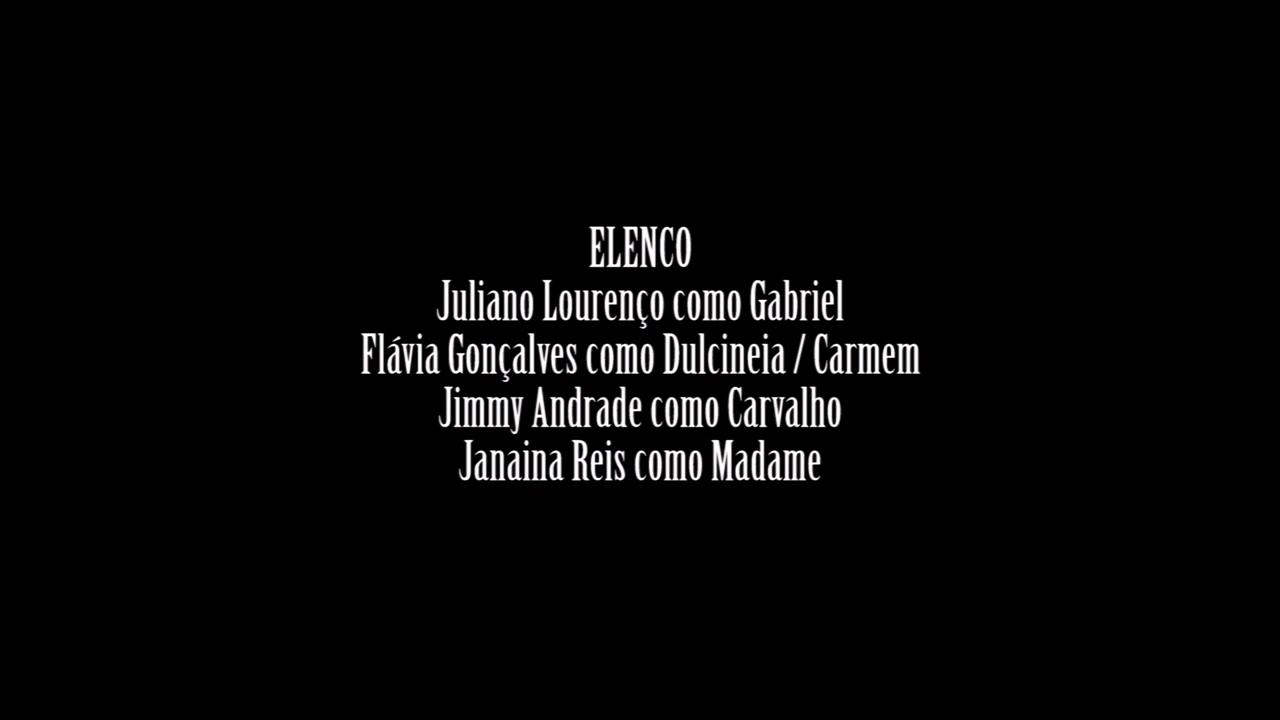 ELENCO
Juliano Lourenço como Gabriel
Flávia Gonçalves como Dulcineia / Carmem
Jimmy Andrade como Carvalho
Janaina Reis como Madame